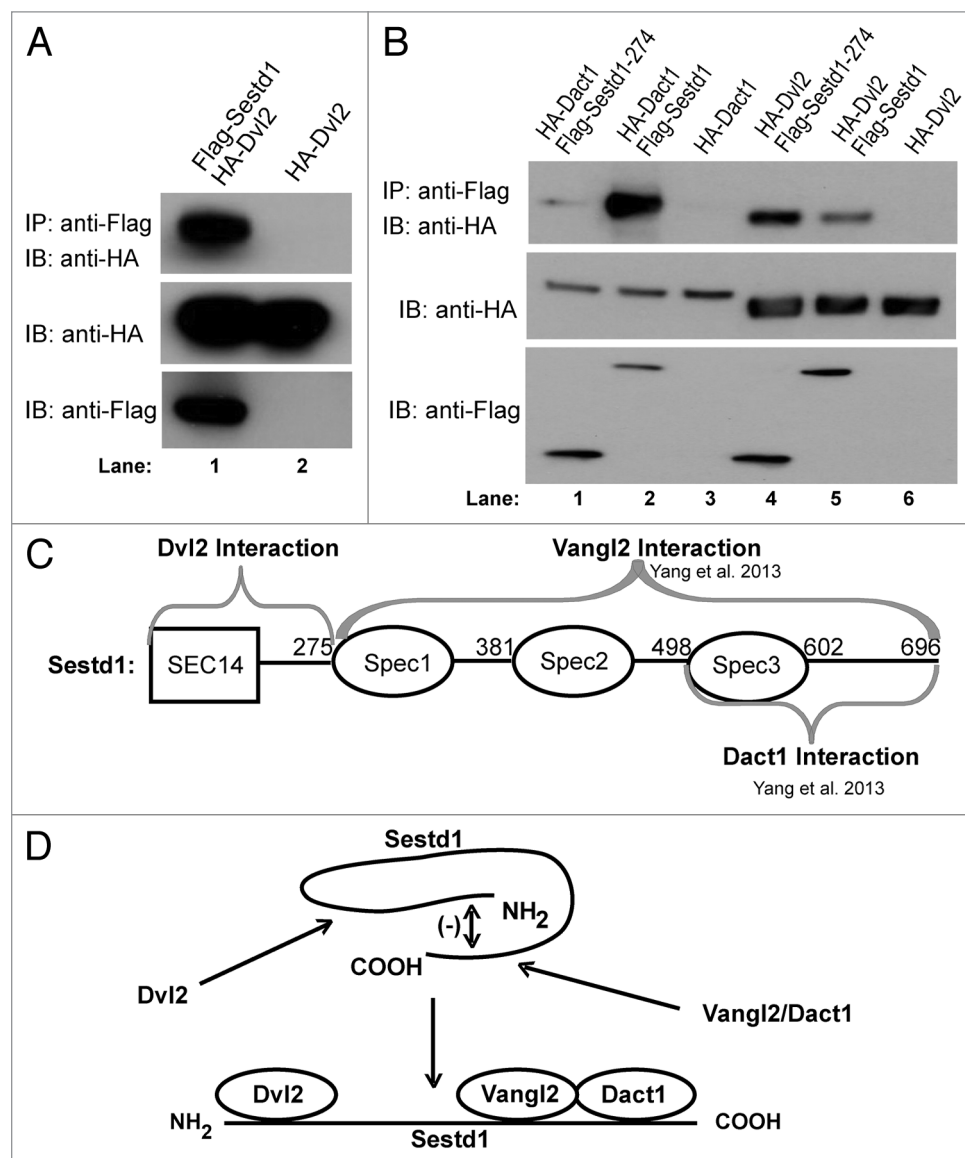 A
Flag-Sestd1
HA-Dvl2
HA-Dvl2
IP: anti-Flag
IB: anti-HA
IB: anti-HA
IB: anti-Flag
Lane: 1 2
B
HA-Dact1
Flag-Sestd1-274
HA-Dact1
Flag-Sestd1
HA-Dact1
HA-Dvl2
Flag-Sestd1-274
HA-Dvl2
Flag-Sestd1
HA-Dvl2
IP: anti-Flag
IB: anti-HA
IB: anti-HA
IB: anti-Flag
Lane: 1 2 3 4 5 6
C
Dvl2 Interaction
Vangl2 Interaction
Yang et al. 2013
Sestd1: SEC14 275 Spec1 381 Spec2 498 Spec3 602 696
Dact1 Interaction
Yang et al. 2013
D
Sestd1
NH2
(-)
COOH
Dvl2
Vangl2/Dact1
Dvl2 Vangl2 Dact1
NH2 COOH
Sestd1